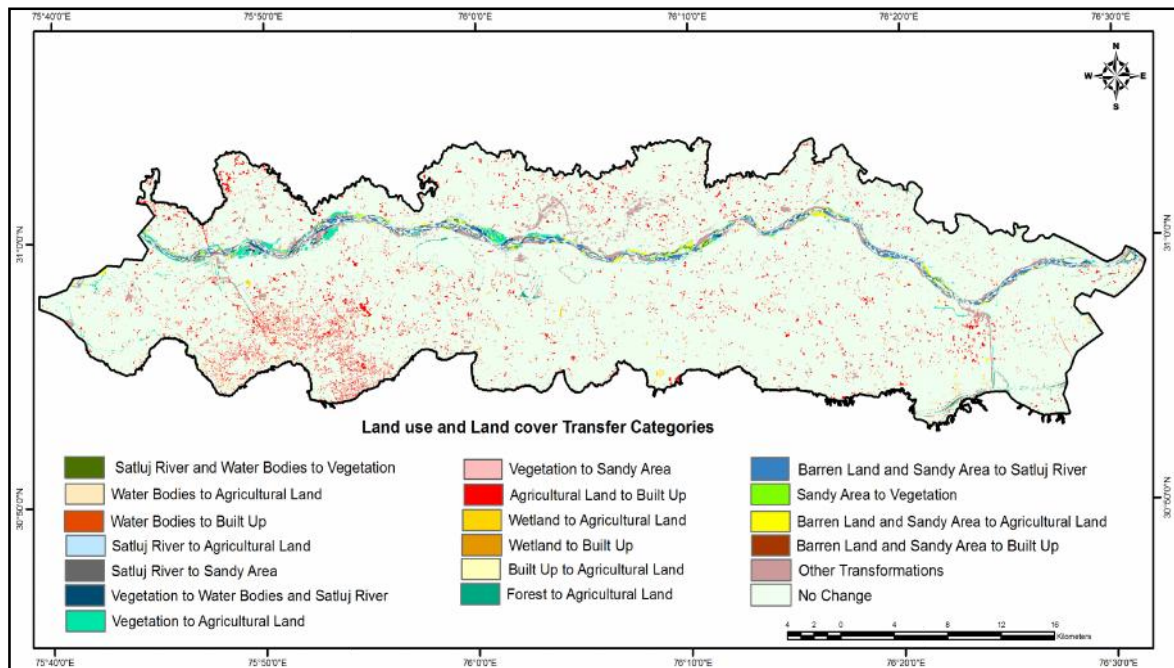 75°40'0"E 75°50'0"E 76°0'0"E 76°10'0"E 76°20'0"E 76°30'0"E
N
W E
S
31°0'0"N
31°0'0"N
30°50'0"N
30°50'0"N
Land use and Land cover Transfer Categories
Satluj River and Water Bodies to Vegetation
Water Bodies to Agricultural Land
Water Bodies to Built Up
Satluj River to Agricultural Land
Satluj River to Sandy Area
Vegetation to Water Bodies and Satluj River
Vegetation to Agricultural Land
Vegetation to Sandy Area
Agricultural Land to Built Up
Wetland to Agricultural Land
Wetland to Built Up
Built Up to Agricultural Land
Forest to Agricultural Land
Barren Land and Sandy Area to Satluj River
Sandy Area to Vegetation
Barren Land and Sandy Area to Agricultural Land
Barren Land and Sandy Area to Built Up
Other Transformations
No Change
4 2 0 4 8 12 16
Kilometers
75°40'0"E 75°50'0"E 76°0'0"E 76°10'0"E 76°20'0"E 76°30'0"E